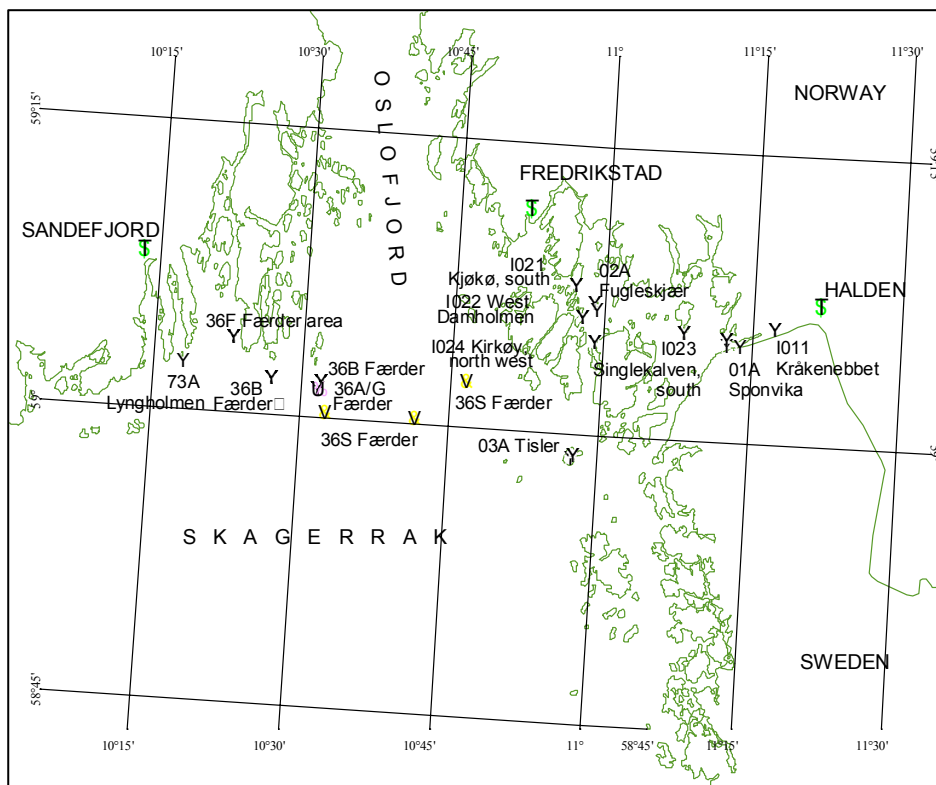 10°15'
10°30'
10°45'
11°
11°15'
11°30'
59°15'
NORWAY
OSLOFJORD
FREDRIKSTAD
T
S
SANDEFJORD
T
S
I021
Kjøkø, south
Y
02A
Fugleskjær
Y
Y
I022 West
Damholmen
Y
HALDEN
T
S
36F Færder area
Y
I024 Kirkøy,
north west
Y
I023
Singlekalven,
south
Y
Y
Y
01A
Sponvika
Y
I011
Kråkenebbet
Y
73A
Lyngholmen
Y
36B
Færder
Y
36B Færder
36A/G
Færder
Y
Y
V
36S Færder
V
V
36S Færder
59°
03A Tisler
Y
Y
SKAGERRAK
SWEDEN
58°45'
10°15'
10°30'
10°45'
11°
58°45'
11°15'
11°30'